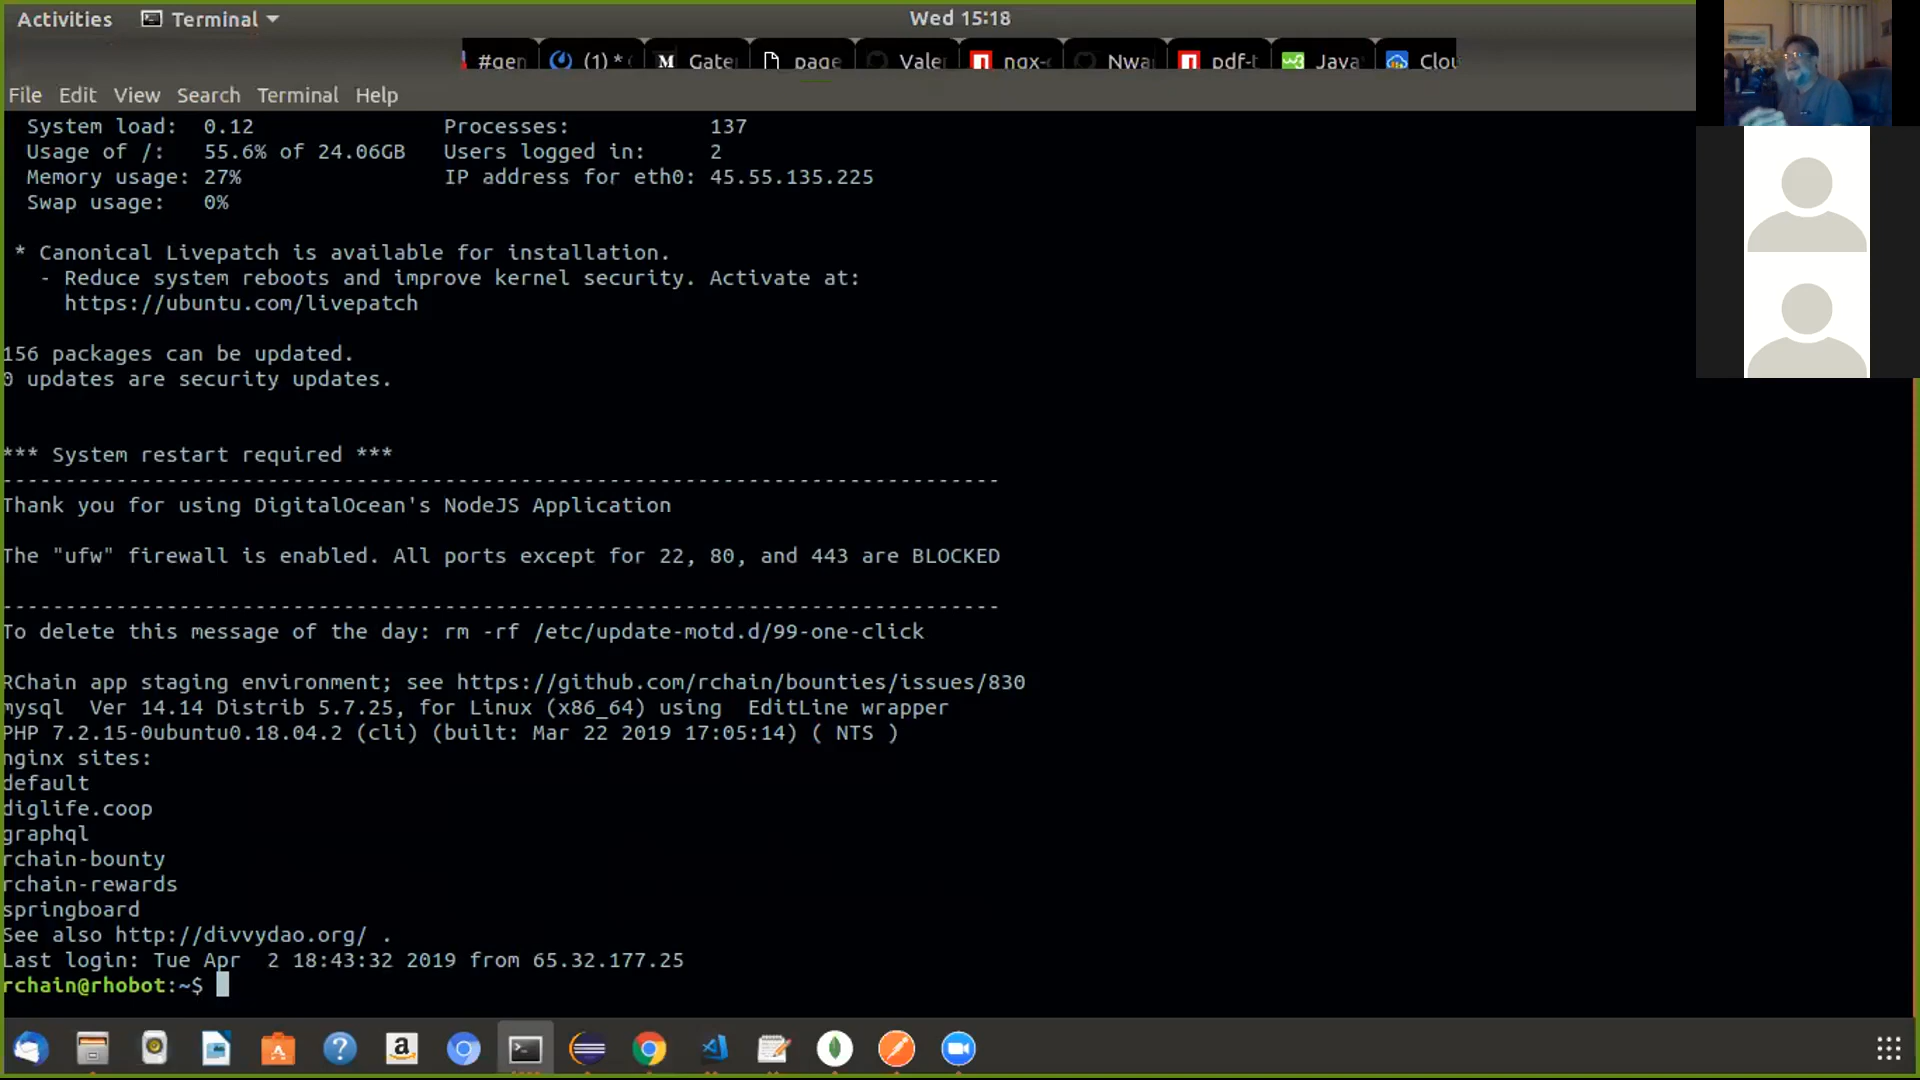 Activities Terminal Wed 15:18
#gen (1) * Gate page Vale ngx- Nwa pdf-t Java Clou
File Edit View Search Terminal Help
System load: 0.12 Processes: 137
Usage of /: 55.6% of 24.06GB Users logged in: 2
Memory usage: 27% IP address for eth0: 45.55.135.225
Swap usage: 0%
* Canonical Livepatch is available for installation.
- Reduce system reboots and improve kernel security. Activate at:
https://ubuntu.com/livepatch
156 packages can be updated.
0 updates are security updates.
*** System restart required ***
-------------------------------------------------------------------------------
Thank you for using DigitalOcean's NodeJS Application
The "ufw" firewall is enabled. All ports except for 22, 80, and 443 are BLOCKED
-------------------------------------------------------------------------------
To delete this message of the day: rm -rf /etc/update-motd.d/99-one-click
RChain app staging environment; see https://github.com/rchain/bounties/issues/830
mysql Ver 14.14 Distrib 5.7.25, for Linux (x86_64) using EditLine wrapper
PHP 7.2.15-0ubuntu0.18.04.2 (cli) (built: Mar 22 2019 17:05:14) ( NTS )
nginx sites:
default
diglife.coop
graphql
rchain-bounty
rchain-rewards
springboard
See also http://divvydao.org/ .
Last login: Tue Apr 2 18:43:32 2019 from 65.32.177.25
rchain@rhobot:~$